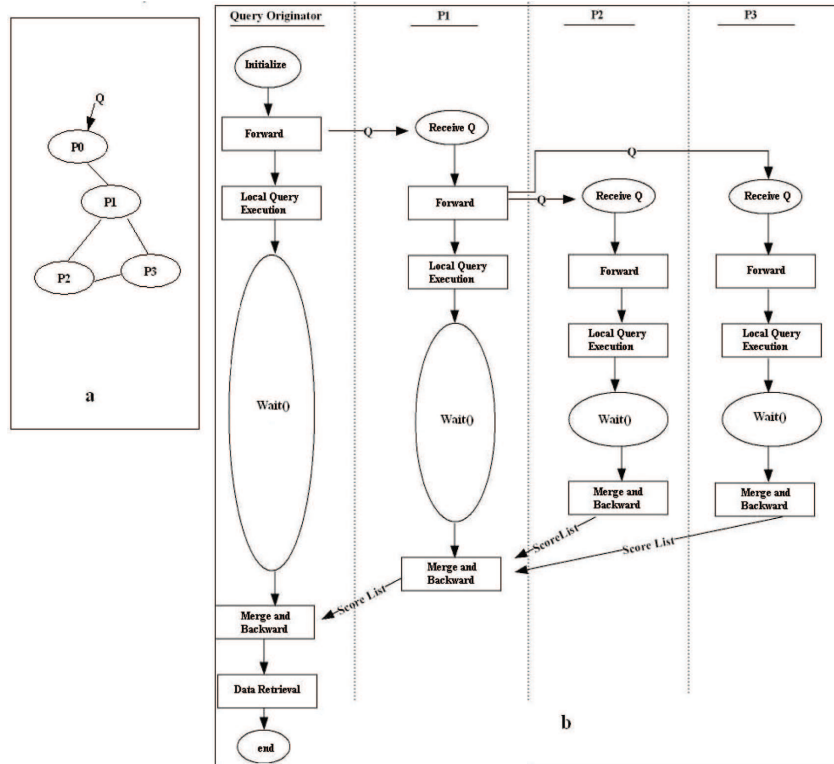 Q
P0
P1
P2
P3
a
Query Originator
P1
P2
P3
Initialize
Forward
Q
Receive Q
Q
Local Query
Execution
Forward
Q
Receive Q
Receive Q
Local Query
Execution
Forward
Forward
Local Query
Execution
Local Query
Execution
Wait()
Wait()
Wait()
Wait()
Merge and
Backward
Merge and
Backward
ScoreList
Score List
Merge and
Backward
Score List
Merge and
Backward
Data Retrieval
end
b